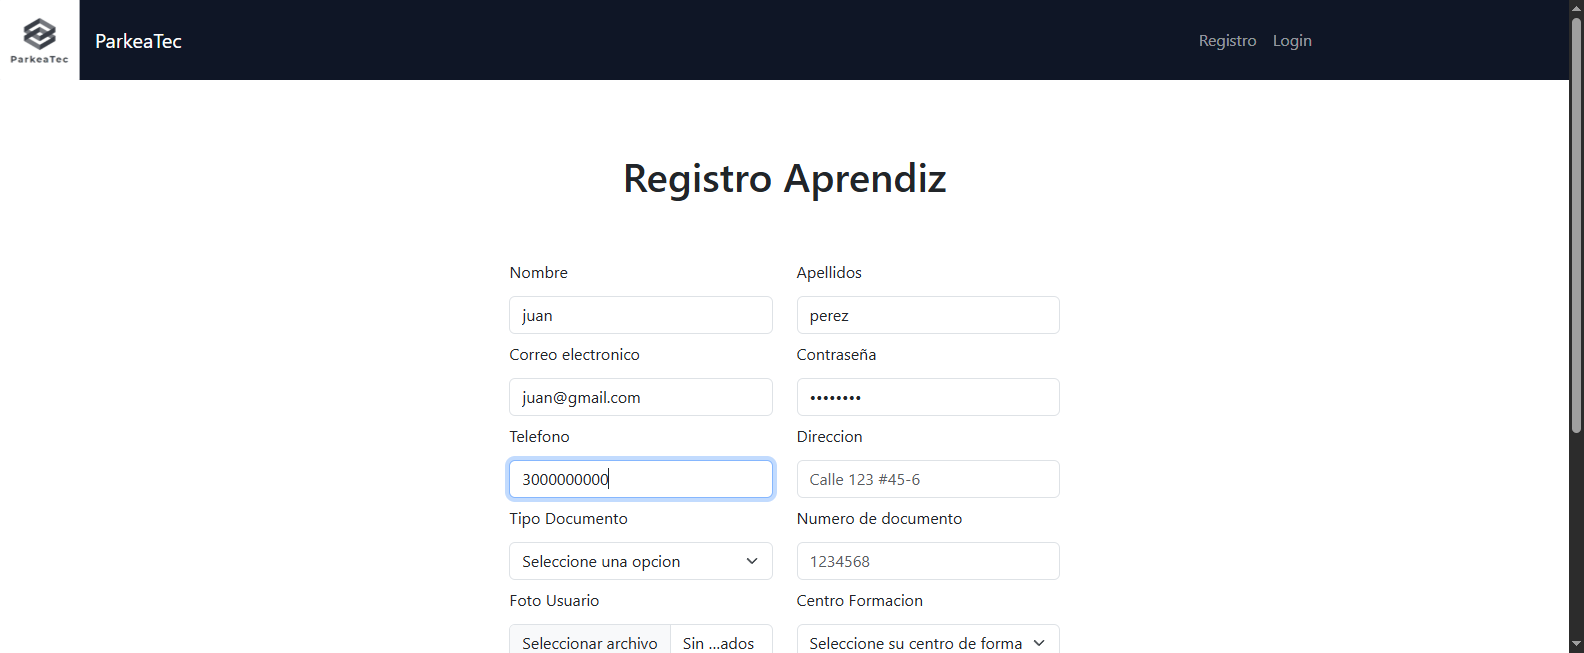 ParkeaTec
ParkeaTec
Registro Login
Registro Aprendiz
Nombre Apellidos
juan perez
Correo electronico Contraseña
juan@gmail.com ••••••••
Telefono Direccion
3000000000 Calle 123 #45-6
Tipo Documento Numero de documento
Seleccione una opcion 1234568
Foto Usuario Centro Formacion
Seleccionar archivo Sin ...ados Seleccione su centro de forma